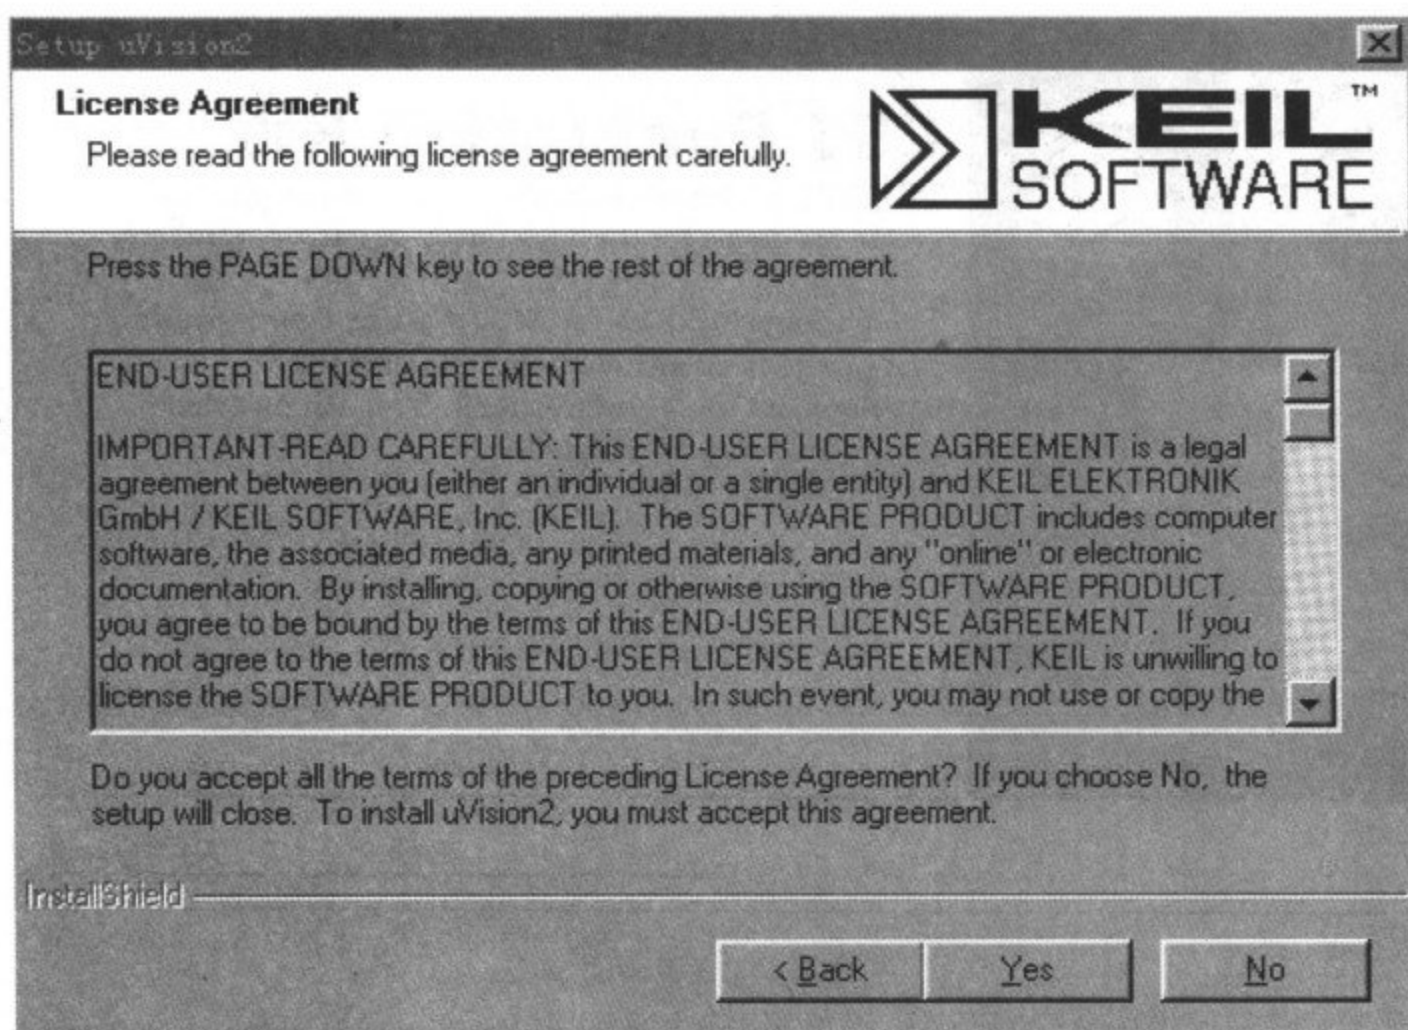 Setup uVision2
License Agreement
Please read the following license agreement carefully.
KEIL™
SOFTWARE
Press the PAGE DOWN key to see the rest of the agreement.
END-USER LICENSE AGREEMENT
IMPORTANT-READ CAREFULLY: This END-USER LICENSE AGREEMENT is a legal
agreement between you (either an individual or a single entity) and KEIL ELEKTRONIK
GmbH / KEIL SOFTWARE, Inc. (KEIL).  The SOFTWARE PRODUCT includes computer
software, the associated media, any printed materials, and any "online" or electronic
documentation.  By installing, copying or otherwise using the SOFTWARE PRODUCT,
you agree to be bound by the terms of this END-USER LICENSE AGREEMENT.  If you
do not agree to the terms of this END-USER LICENSE AGREEMENT, KEIL is unwilling to
license the SOFTWARE PRODUCT to you.  In such event, you may not use or copy the
Do you accept all the terms of the preceding License Agreement?  If you choose No,  the
setup will close.  To install uVision2, you must accept this agreement.
InstallShield
< Back
Yes
No